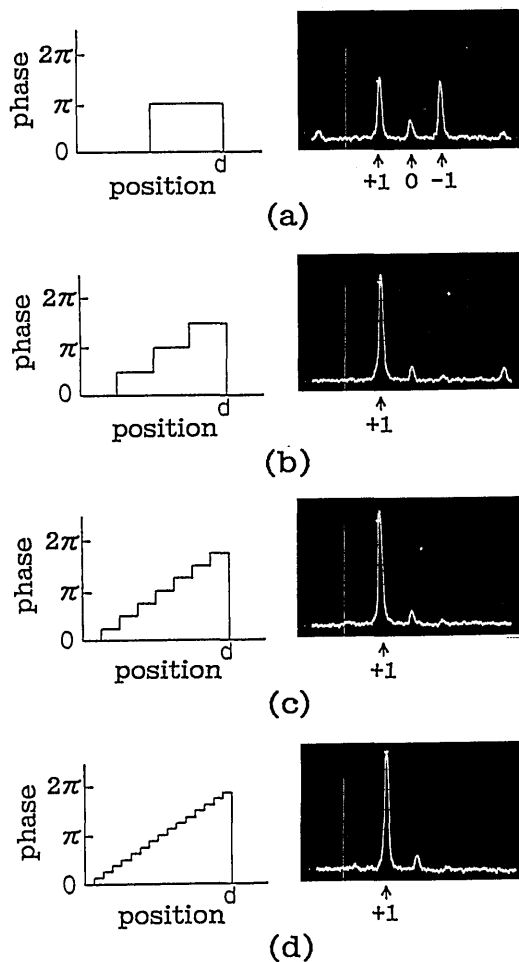 phase
2π
π
0
d
position
+1 0 -1
(a)
phase
2π
π
0
d
position
+1
(b)
phase
2π
π
0
d
position
+1
(c)
phase
2π
π
0
d
position
+1
(d)